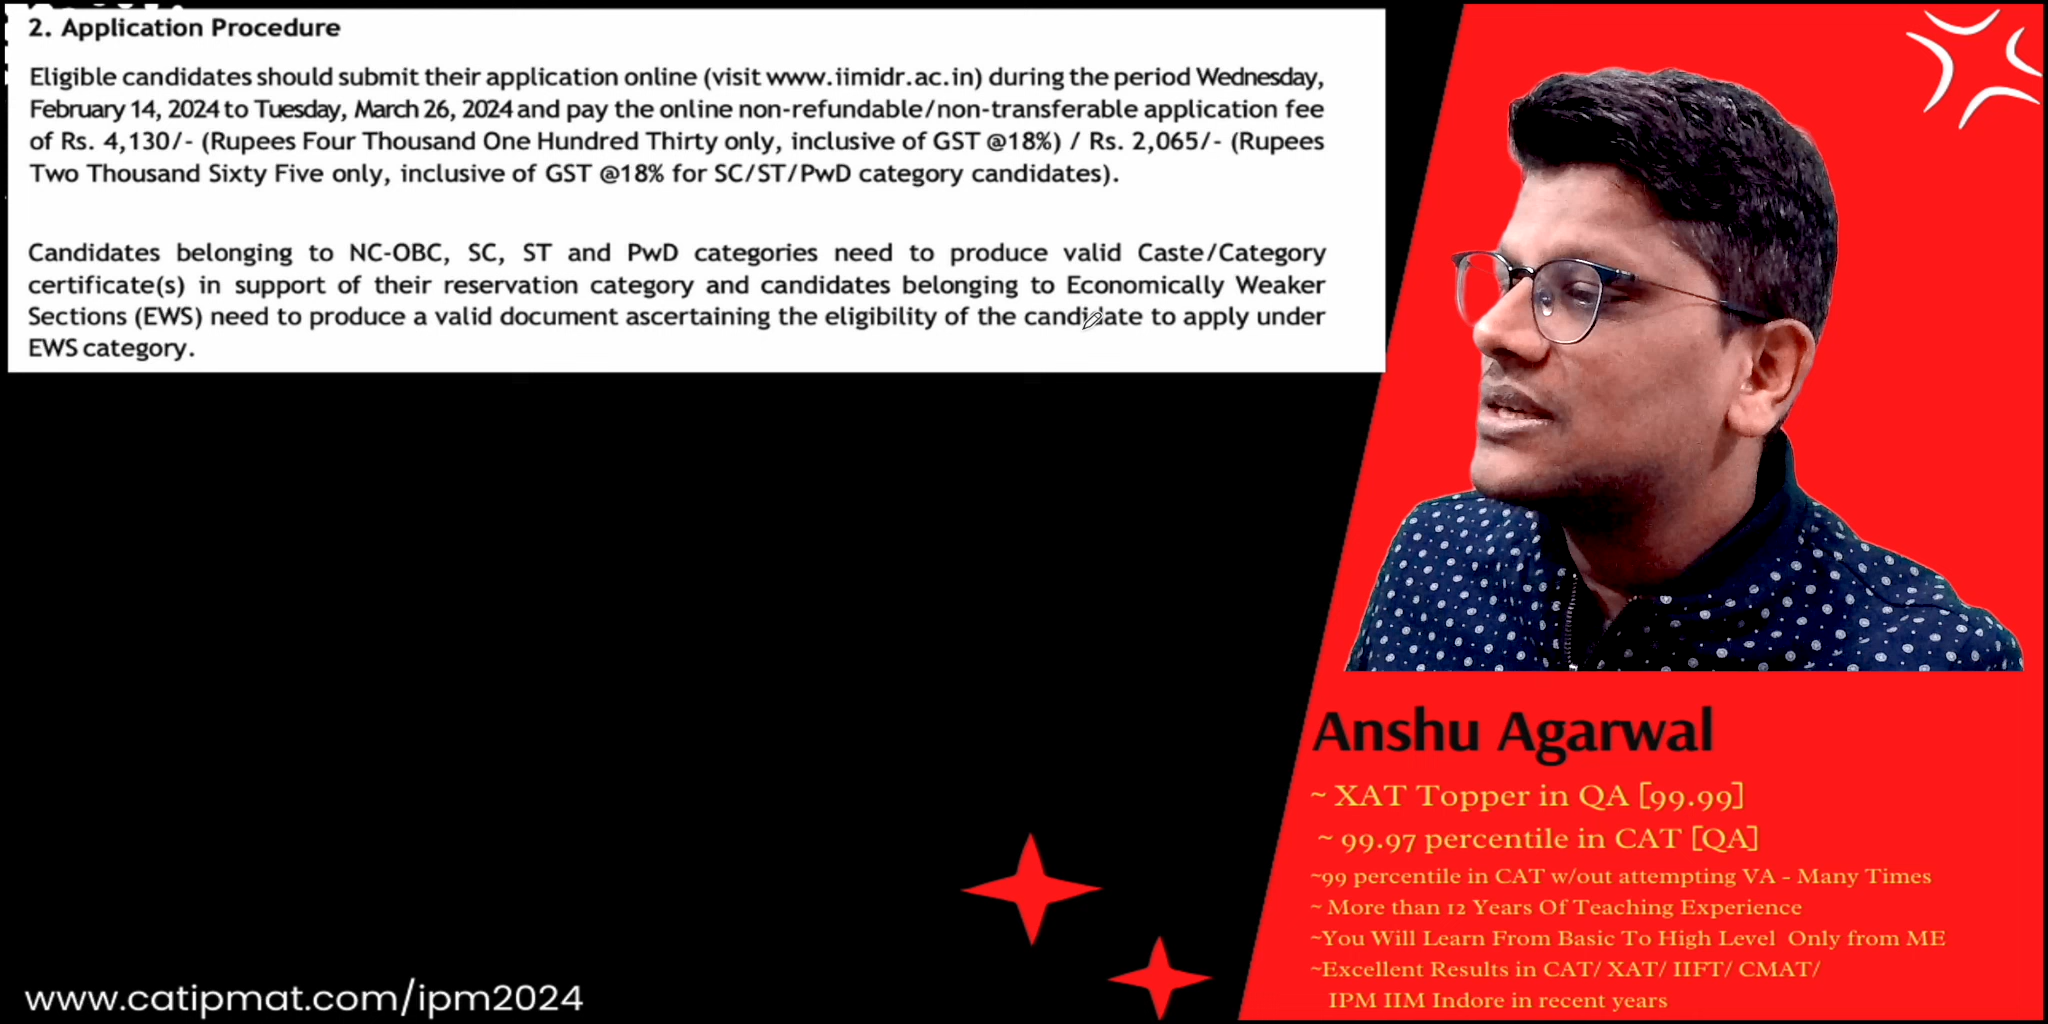 2. Application Procedure
Eligible candidates should submit their application online (visit www.iimidr.ac.in) during the period Wednesday,
February 14, 2024 to Tuesday, March 26, 2024 and pay the online non-refundable/non-transferable application fee
of Rs. 4,130/- (Rupees Four Thousand One Hundred Thirty only, inclusive of GST @18%) / Rs. 2,065/- (Rupees
Two Thousand Sixty Five only, inclusive of GST @18% for SC/ST/PwD category candidates).
Candidates belonging to NC-OBC, SC, ST and PwD categories need to produce valid Caste/Category
certificate(s) in support of their reservation category and candidates belonging to Economically Weaker
Sections (EWS) need to produce a valid document ascertaining the eligibility of the candidate to apply under
EWS category.
Anshu Agarwal
~ XAT Topper in QA [99.99]
~ 99.97 percentile in CAT [QA]
~99 percentile in CAT w/out attempting VA - Many Times
~ More than 12 Years Of Teaching Experience
~You Will Learn From Basic To High Level Only from ME
~Excellent Results in CAT/ XAT/ IIFT/ CMAT/
IPM IIM Indore in recent years
www.catipmat.com/ipm2024